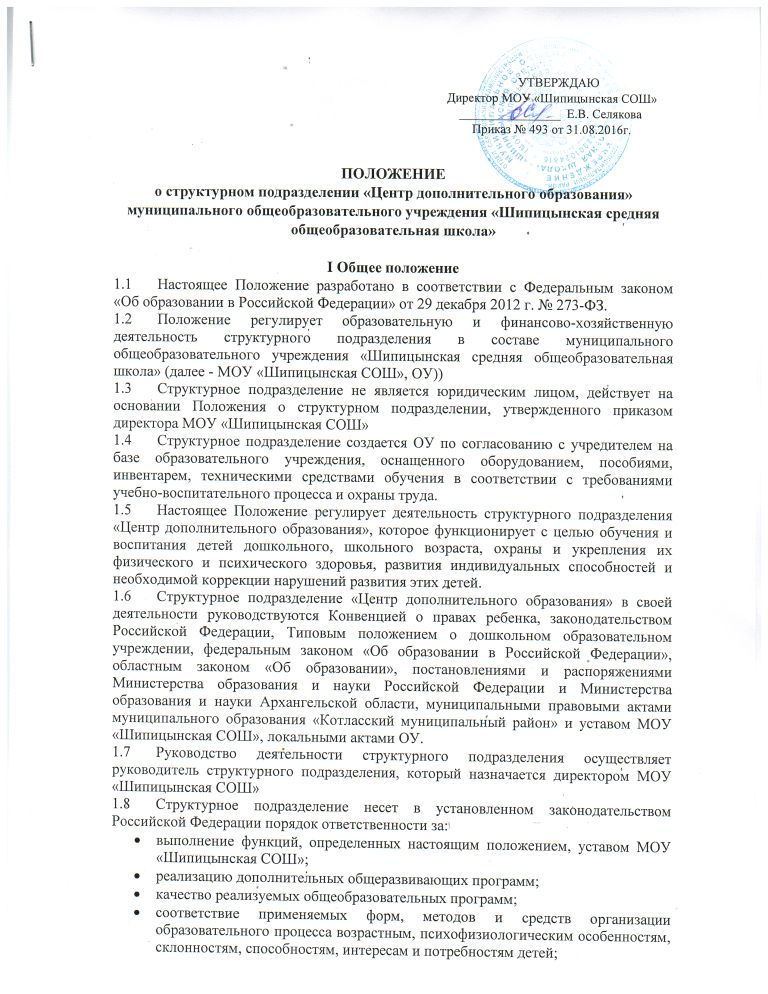 УТВЕРЖДАЮ
Директор МОУ «Шипицынская СОШ»
Е.В. Селякова
Приказ № 493 от 31.08.2016г.
ПОЛОЖЕНИЕ
о структурном подразделении «Центр дополнительного образования»
муниципального общеобразовательного учреждения «Шипицынская средняя
общеобразовательная школа»
I Общее положение
1.1 Настоящее Положение разработано в соответствии с Федеральным законом
«Об образовании в Российской Федерации» от 29 декабря 2012 г. № 273-ФЗ.
1.2 Положение регулирует образовательную и финансово-хозяйственную
деятельность структурного подразделения в составе муниципального
общеобразовательного учреждения «Шипицынская средняя общеобразовательная
школа» (далее - МОУ «Шипицынская СОШ», ОУ))
1.3 Структурное подразделение не является юридическим лицом, действует на
основании Положения о структурном подразделении, утвержденного приказом
директора МОУ «Шипицынская СОШ»
1.4 Структурное подразделение создается ОУ по согласованию с учредителем на
базе образовательного учреждения, оснащенного оборудованием, пособиями,
инвентарем, техническими средствами обучения в соответствии с требованиями
учебно-воспитательного процесса и охраны труда.
1.5 Настоящее Положение регулирует деятельность структурного подразделения
«Центр дополнительного образования», которое функционирует с целью обучения и
воспитания детей дошкольного, школьного возраста, охраны и укрепления их
физического и психического здоровья, развития индивидуальных способностей и
необходимой коррекции нарушений развития этих детей.
1.6 Структурное подразделение «Центр дополнительного образования» в своей
деятельности руководствуются Конвенцией о правах ребенка, законодательством
Российской Федерации, Типовым положением о дошкольном образовательном
учреждении, федеральным законом «Об образовании в Российской Федерации»,
областным законом «Об образовании», постановлениями и распоряжениями
Министерства образования и науки Российской Федерации и Министерства
образования и науки Архангельской области, муниципальными правовыми актами
муниципального образования «Котласский муниципальный район» и уставом МОУ
«Шипицынская СОШ», локальными актами ОУ.
1.7 Руководство деятельности структурного подразделения осуществляет
руководитель структурного подразделения, который назначается директором МОУ
«Шипицынская СОШ»
1.8 Структурное подразделение несет в установленном законодательством
Российской Федерации порядок ответственности за:
• выполнение функций, определенных настоящим положением, уставом МОУ
«Шипицынская СОШ»;
• реализацию дополнительных общеразвивающих программ;
• качество реализуемых общеобразовательных программ;
• соответствие применяемых форм, методов и средств организации
образовательного процесса возрастным, психофизиологическим особенностям,
склонностям, способностям, интересам и потребностям детей;